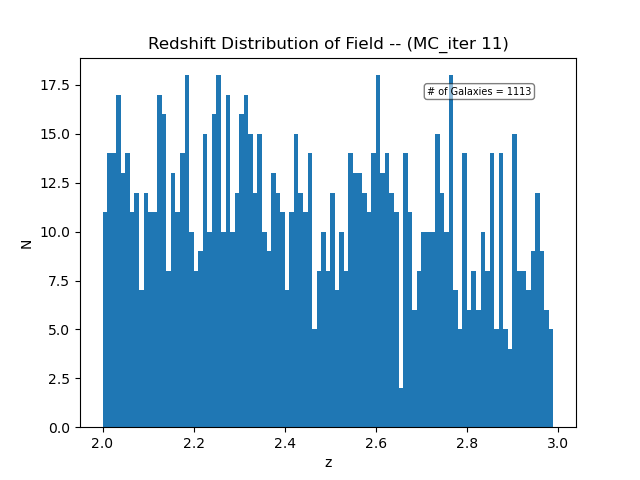 Redshift Distribution of Field -- (MC_iter 11)
# of Galaxies = 1113
N
17.5
15.0
12.5
10.0
7.5
5.0
2.5
0.0
2.0 2.2 2.4 2.6 2.8 3.0
z